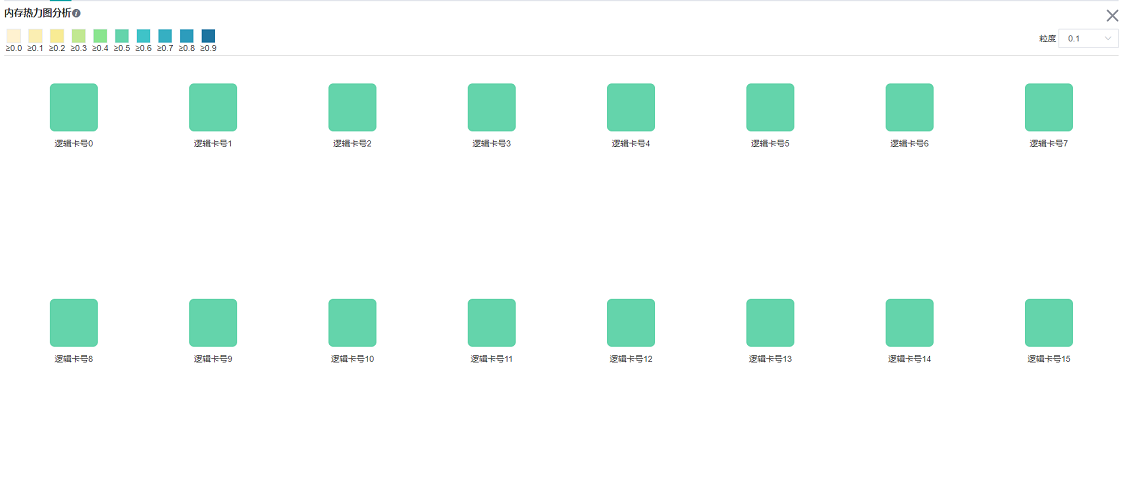 内存热力图分析
≥0.0 ≥0.1 ≥0.2 ≥0.3 ≥0.4 ≥0.5 ≥0.6 ≥0.7 ≥0.8 ≥0.9
粒度 0.1
逻辑卡号0 逻辑卡号1 逻辑卡号2 逻辑卡号3 逻辑卡号4 逻辑卡号5 逻辑卡号6 逻辑卡号7
逻辑卡号8 逻辑卡号9 逻辑卡号10 逻辑卡号11 逻辑卡号12 逻辑卡号13 逻辑卡号14 逻辑卡号15